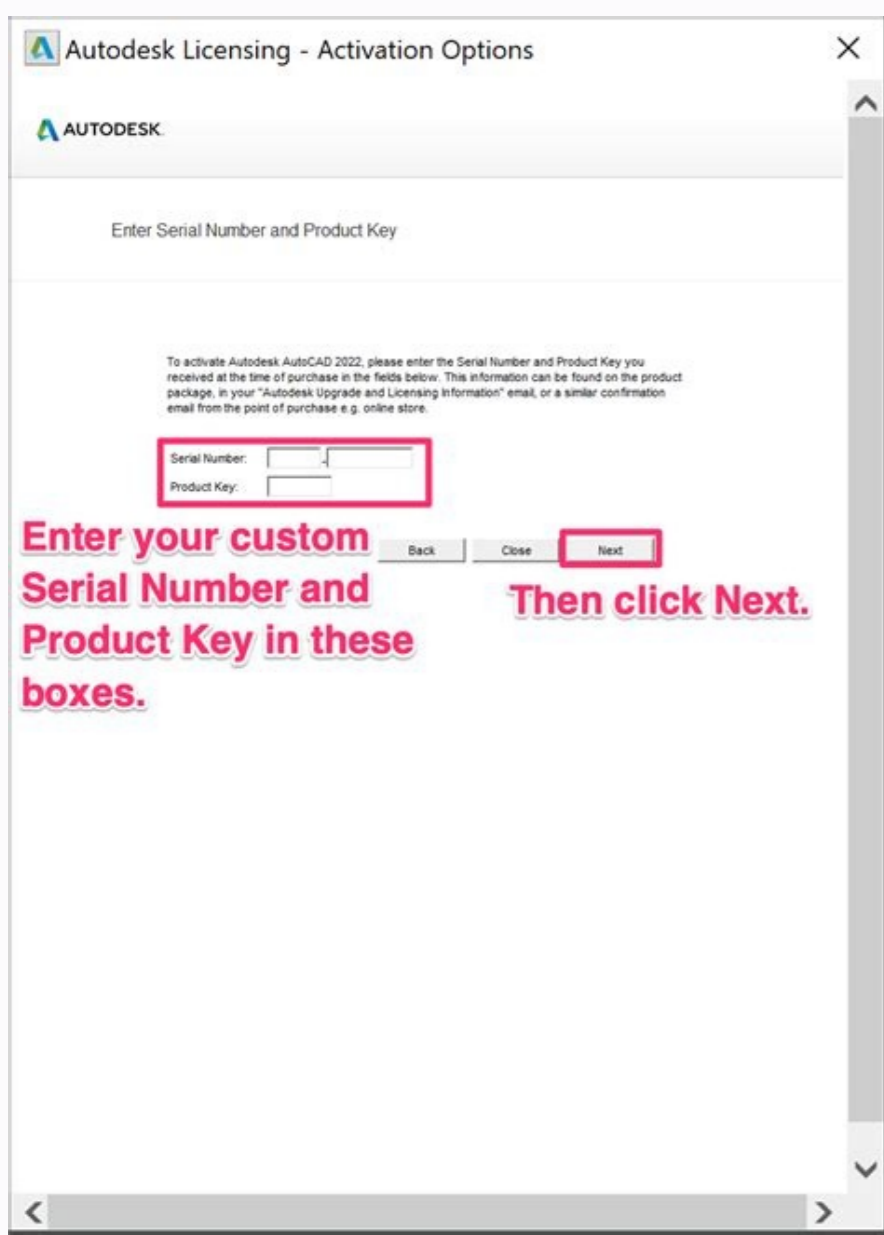 Autodesk Licensing - Activation Options
AUTODESK.
Enter Serial Number and Product Key
To activate Autodesk AutoCAD 2022, please enter the Serial Number and Product Key you
received at the time of purchase in the fields below. This information can be found on the product
package, in your "Autodesk Upgrade and Licensing Information" email, or a similar confirmation
email from the point of purchase e.g. online store.
Serial Number: -
Product Key:
Enter your custom
Serial Number and
Product Key in these
boxes.
Back Close Next
Then click Next.